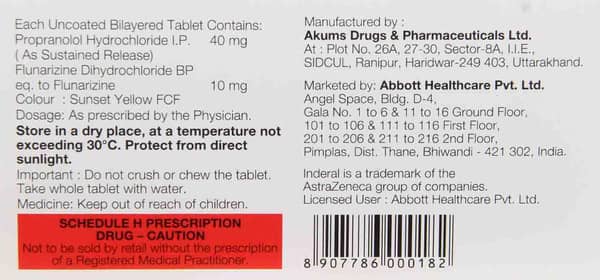 Each Uncoated Bilayered Tablet Contains:
Propranolol Hydrochloride I.P. 40 mg
( As Sustained Release)
Flunarizine Dihydrochloride BP
eq. to Flunarizine 10 mg
Colour : Sunset Yellow FCF
Dosage: As prescribed by the Physician.
Store in a dry place, at a temperature not
exceeding 30°C. Protect from direct
sunlight.
Important : Do not crush or chew the tablet.
Take whole tablet with water.
Medicine: Keep out of reach of children.
SCHEDULE H PRESCRIPTION
DRUG – CAUTION
Not to be sold by retail without the prescription
of a Registered Medical Practitioner.
Manufactured by :
Akums Drugs & Pharmaceuticals Ltd.
At : Plot No. 26A, 27-30, Sector-8A, I.I.E.,
SIDCUL, Ranipur, Haridwar-249 403, Uttarakhand.
Marketed by: Abbott Healthcare Pvt. Ltd.
Angel Space, Bldg. D-4,
Gala No. 1 to 6 & 11 to 16 Ground Floor,
101 to 106 & 111 to 116 First Floor,
201 to 206 & 211 to 216 2nd Floor,
Pimplas, Dist. Thane, Bhiwandi - 421 302, India.
Inderal is a trademark of the
AstraZeneca group of companies.
Licensed User : Abbott Healthcare Pvt. Ltd.
8 907786 000182